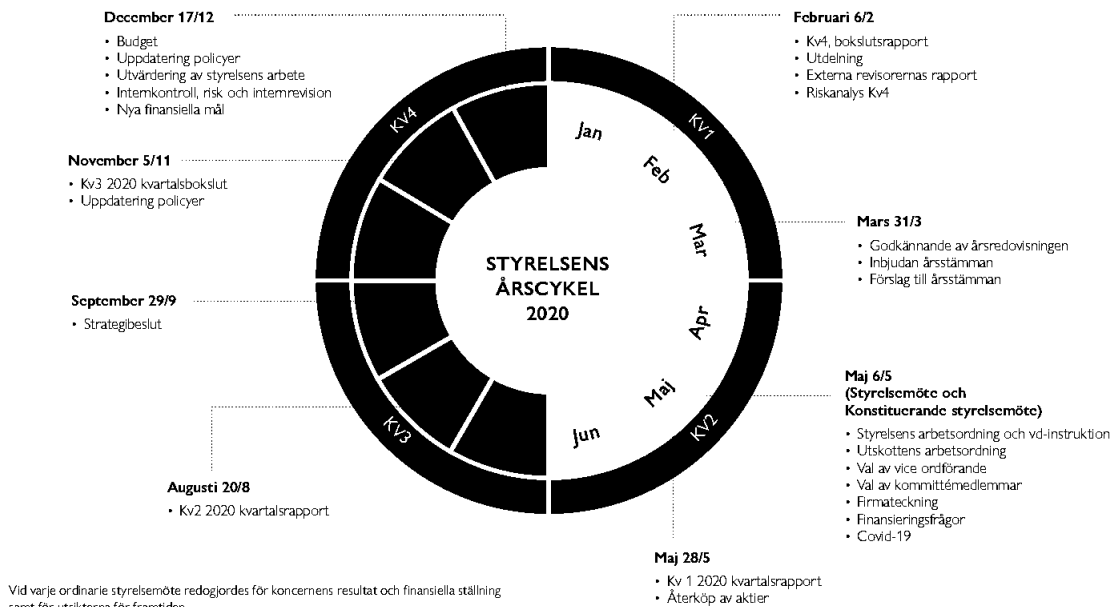 December 17/12
• Budget
• Uppdatering policyer
• Utvärdering av styrelsens arbete
• Internkontroll, risk och internrevision
• Nya finansiella mål
November 5/11
• Kv3 2020 kvartalsbokslut
• Uppdatering policyer
September 29/9
• Strategibeslut
Augusti 20/8
• Kv2 2020 kvartalsrapport
KV4
KV1
KV3
KV2
Jan
Feb
Mar
Apr
Maj
Jun
STYRELSENS
ÅRSCYKEL
2020
Februari 6/2
• Kv4, bokslutsrapport
• Utdelning
• Externa revisorernas rapport
• Riskanalys Kv4
Mars 31/3
• Godkännande av årsredovisningen
• Inbjudan årsstämman
• Förslag till årsstämman
Maj 6/5
(Styrelsemöte och
Konstituerande styrelsemöte)
• Styrelsens arbetsordning och vd-instruktion
• Utskottens arbetsordning
• Val av vice ordförande
• Val av kommittémedlemmar
• Firmateckning
• Finansieringsfrågor
• Covid-19
Maj 28/5
• Kv 1 2020 kvartalsrapport
• Återköp av aktier
Vid varje ordinarie styrelsemöte redogjordes för koncernens resultat och finansiella ställning
samt för utsikterna för framtiden